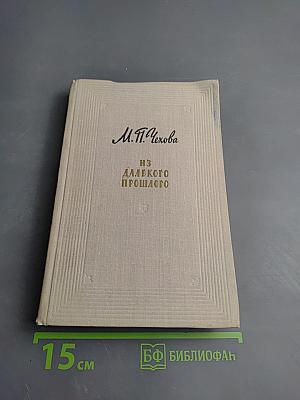 М.П. Чехова
ИЗ
ДАЛЕКОГО
ПРОШЛОГО
15 см
БФ БИБЛИОФАН